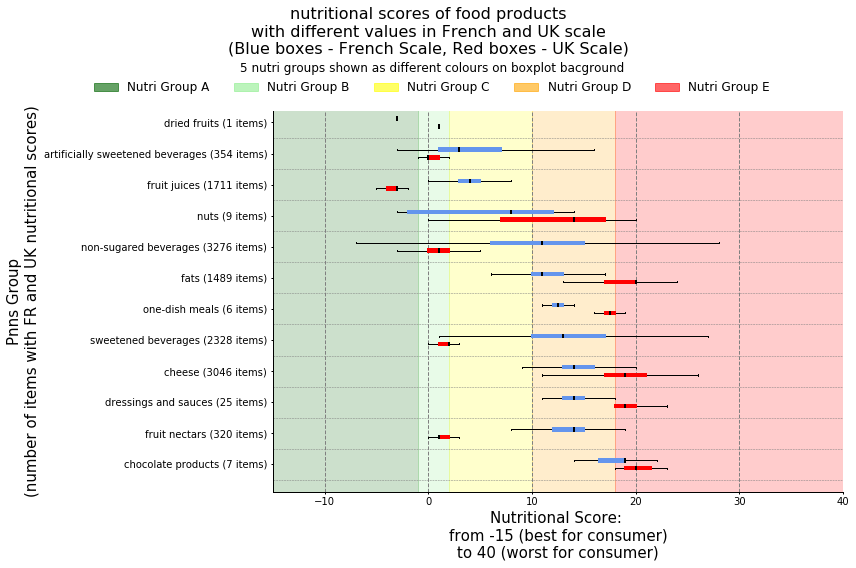 nutritional scores of food products
with different values in French and UK scale
(Blue boxes - French Scale, Red boxes - UK Scale)
5 nutri groups shown as different colours on boxplot bacground
Nutri Group A
Nutri Group B
Nutri Group C
Nutri Group D
Nutri Group E
Pnns Group
(number of items with FR and UK nutritional scores)
dried fruits (1 items)
artificially sweetened beverages (354 items)
fruit juices (1711 items)
nuts (9 items)
non-sugared beverages (3276 items)
fats (1489 items)
one-dish meals (6 items)
sweetened beverages (2328 items)
cheese (3046 items)
dressings and sauces (25 items)
fruit nectars (320 items)
chocolate products (7 items)
−10 0 10 20 30 40
Nutritional Score:
from -15 (best for consumer)
to 40 (worst for consumer)